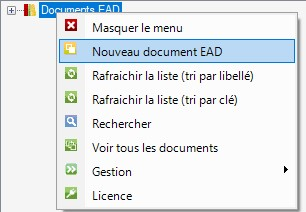 Documents EAD
Masquer le menu
Nouveau document EAD
Rafraichir la liste (tri par libellé)
Rafraichir la liste (tri par clé)
Rechercher
Voir tous les documents
Gestion
Licence